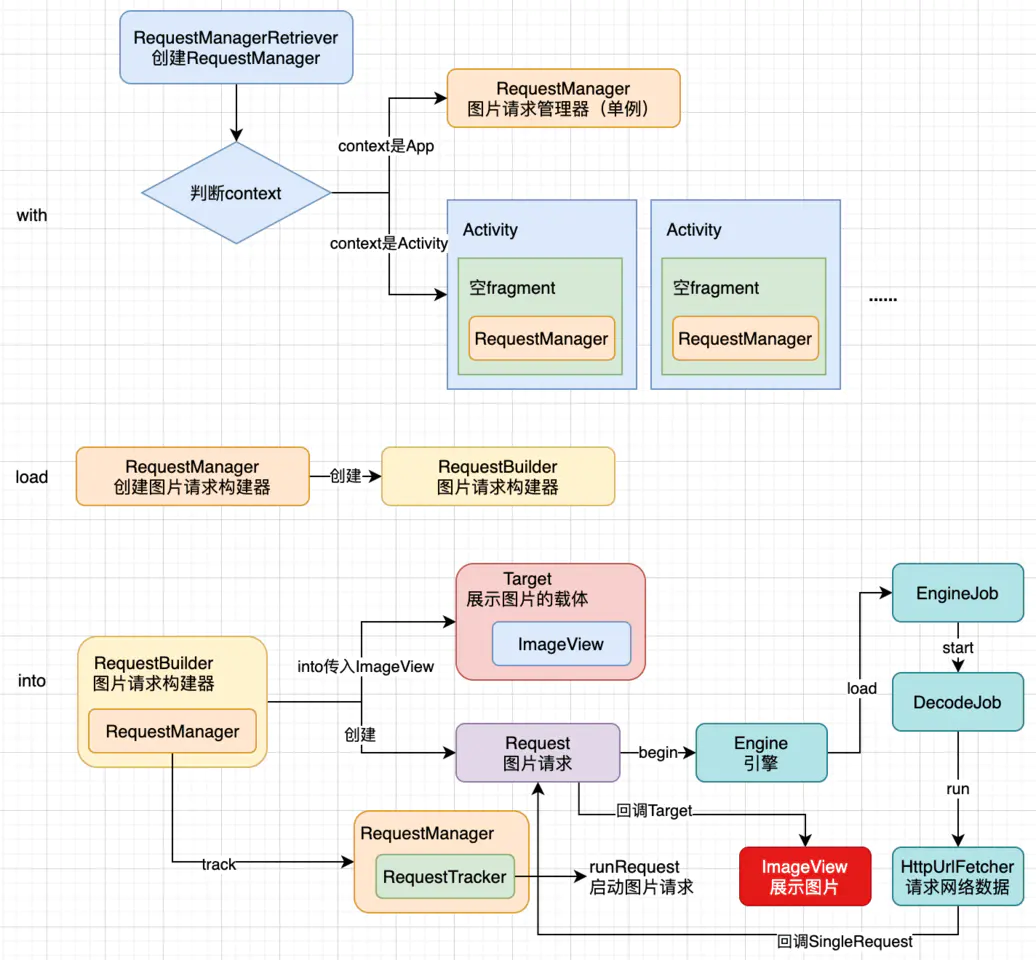 RequestManagerRetriever
创建RequestManager
RequestManager
图片请求管理器（单例）
context是App
判断context
with
context是Activity
Activity
Activity
空fragment
空fragment
......
RequestManager
RequestManager
load
RequestManager
创建图片请求构建器
创建
RequestBuilder
图片请求构建器
into
RequestBuilder
图片请求构建器
RequestManager
into传入ImageView
创建
Target
展示图片的载体
ImageView
Request
图片请求
begin
Engine
引擎
load
EngineJob
start
DecodeJob
run
HttpUrlFetcher
请求网络数据
回调Target
ImageView
展示图片
track
RequestManager
RequestTracker
runRequest
启动图片请求
回调SingleRequest